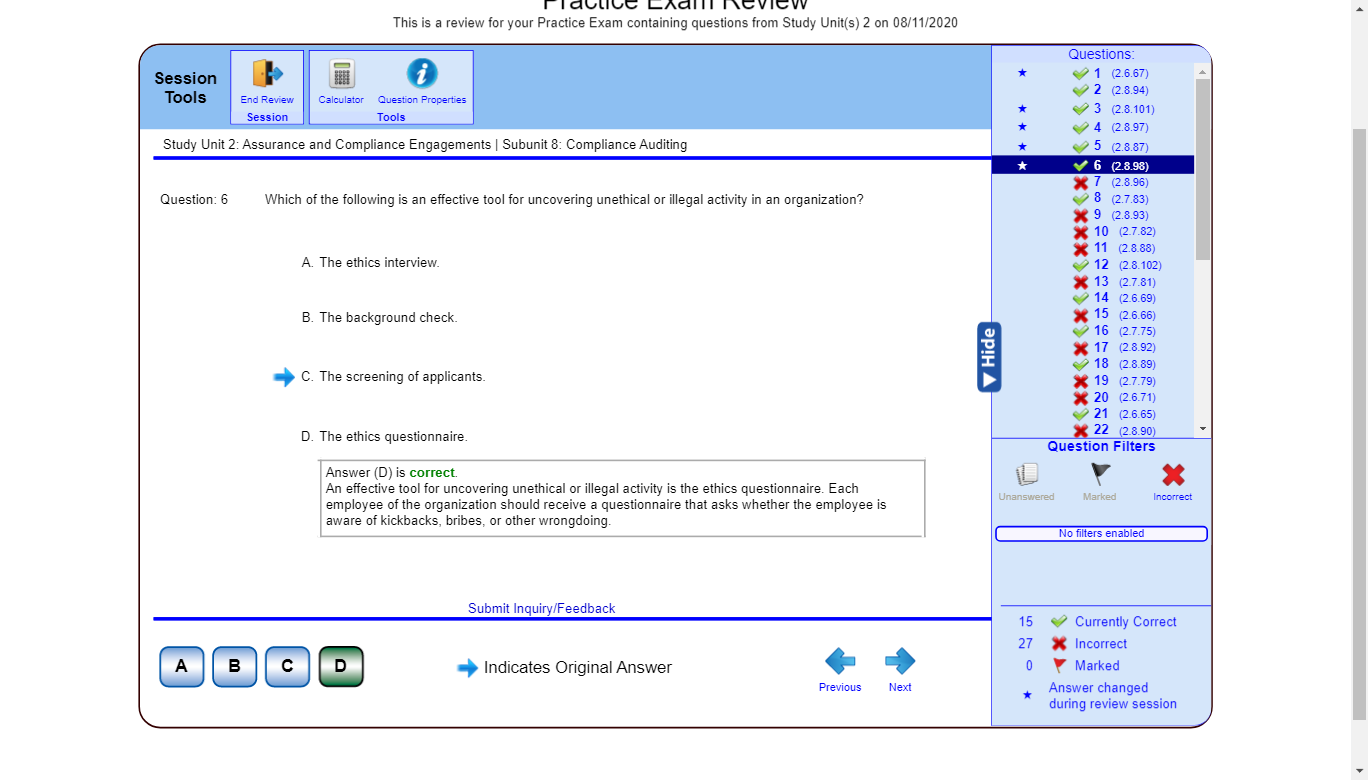 Practice Exam Review
This is a review for your Practice Exam containing questions from Study Unit(s) 2 on 08/11/2020
Session
Tools
End Review
Session
Calculator
Question Properties
Tools
Study Unit 2: Assurance and Compliance Engagements | Subunit 8: Compliance Auditing
Question: 6
Which of the following is an effective tool for uncovering unethical or illegal activity in an organization?
A. The ethics interview.
B. The background check.
C. The screening of applicants.
D. The ethics questionnaire.
Answer (D) is correct.
An effective tool for uncovering unethical or illegal activity is the ethics questionnaire. Each
employee of the organization should receive a questionnaire that asks whether the employee is
aware of kickbacks, bribes, or other wrongdoing.
Submit Inquiry/Feedback
A B C D
Indicates Original Answer
Previous
Next
Hide
Questions:
1 (2.6.67)
2 (2.8.94)
3 (2.8.101)
4 (2.8.97)
5 (2.8.87)
6 (2.8.98)
7 (2.8.96)
8 (2.7.83)
9 (2.8.93)
10 (2.7.82)
11 (2.8.88)
12 (2.8.102)
13 (2.7.81)
14 (2.6.69)
15 (2.6.66)
16 (2.7.75)
17 (2.8.92)
18 (2.8.89)
19 (2.7.79)
20 (2.6.71)
21 (2.6.65)
22 (2.8.90)
Question Filters
Unanswered
Marked
Incorrect
No filters enabled
15 Currently Correct
27 Incorrect
0 Marked
Answer changed
during review session